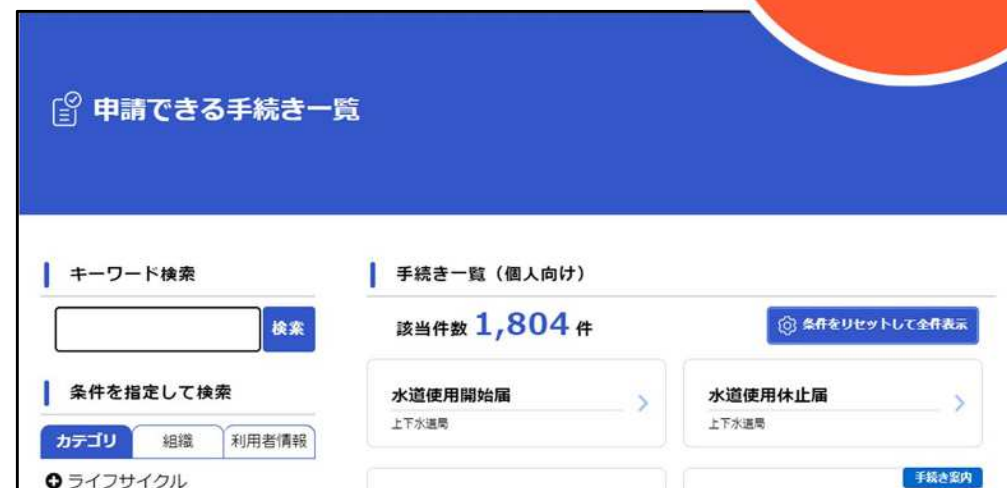 申請できる手続き一覧
キーワード検索
検索
条件を指定して検索
カテゴリ 組織 利用者情報
ライフサイクル
手続き一覧（個人向け）
該当件数 1,804 件
条件をリセットして全件表示
水道使用開始届
上下水道局
水道使用休止届
上下水道局
手続き案内